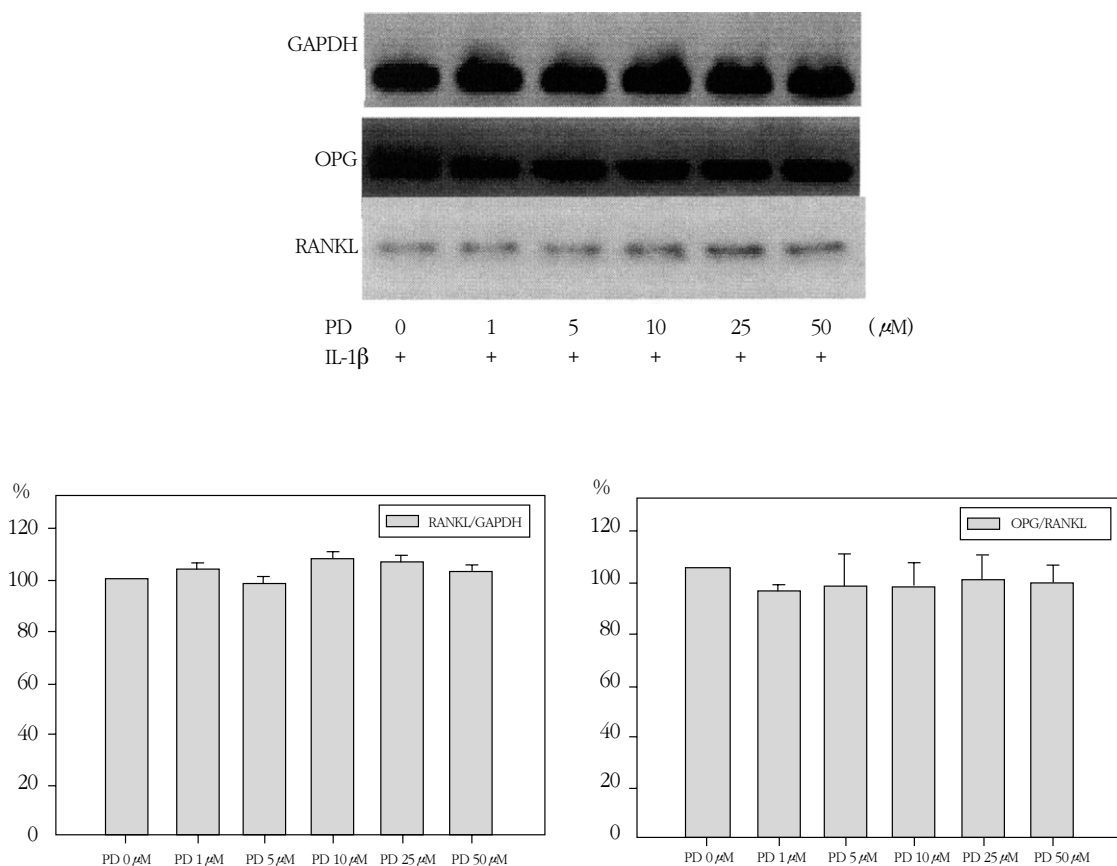 GAPDH
OPG
RANKL
PD 0 1 5 10 25 50 (μM)
IL-1β + + + + + +
%
120
100
80
60
40
20
0
RANKL/GAPDH
PD 0 μM PD 1 μM PD 5 μM PD 10 μM PD 25 μM PD 50 μM
%
120
100
80
60
40
20
0
OPG/RANKL
PD 0 μM PD 1 μM PD 5 μM PD 10 μM PD 25 μM PD 50 μM